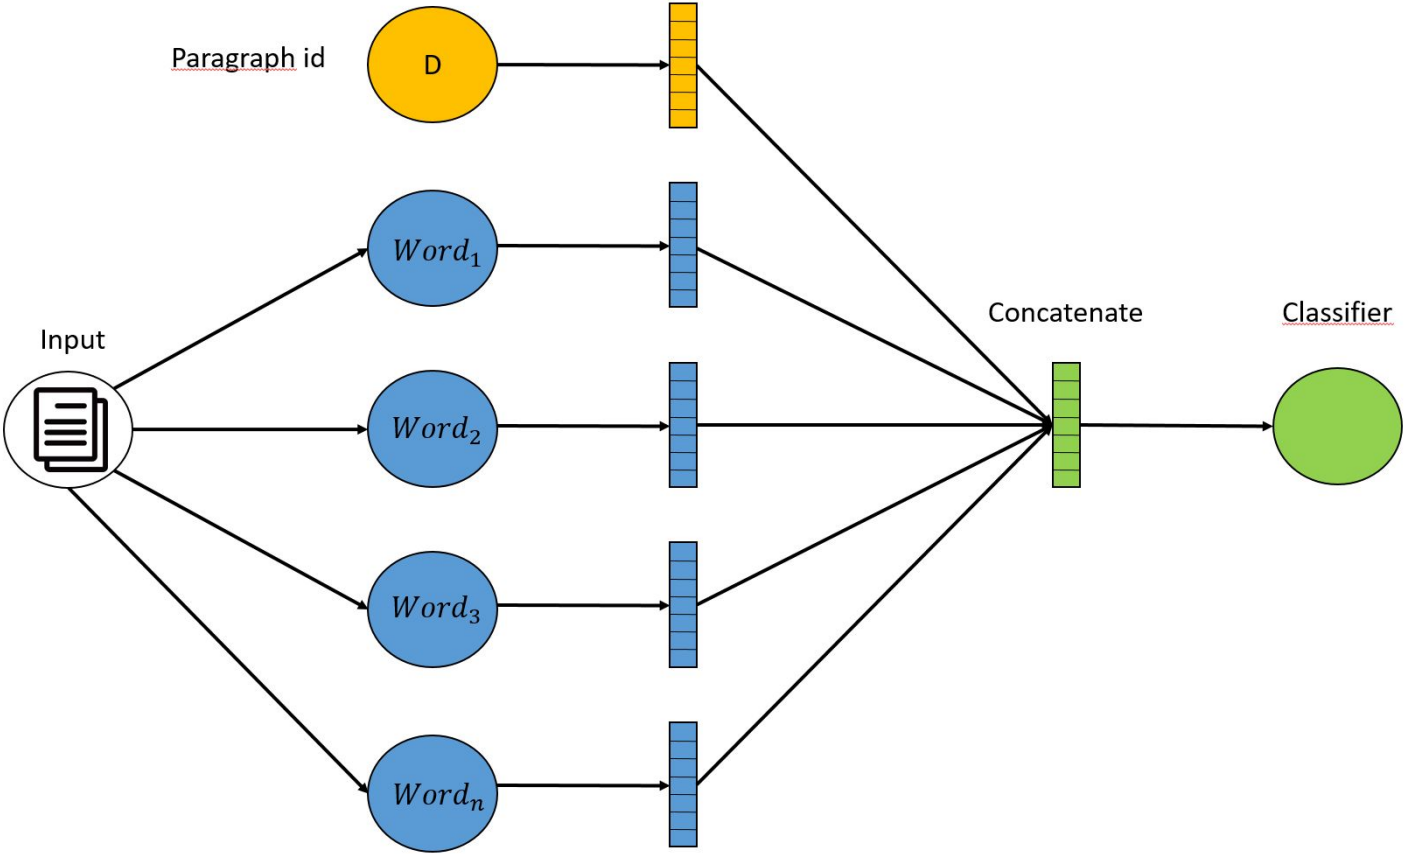 Paragraph id
D
Word₁
Input
Concatenate
Classifier
Word₂
Word₃
Wordₙ